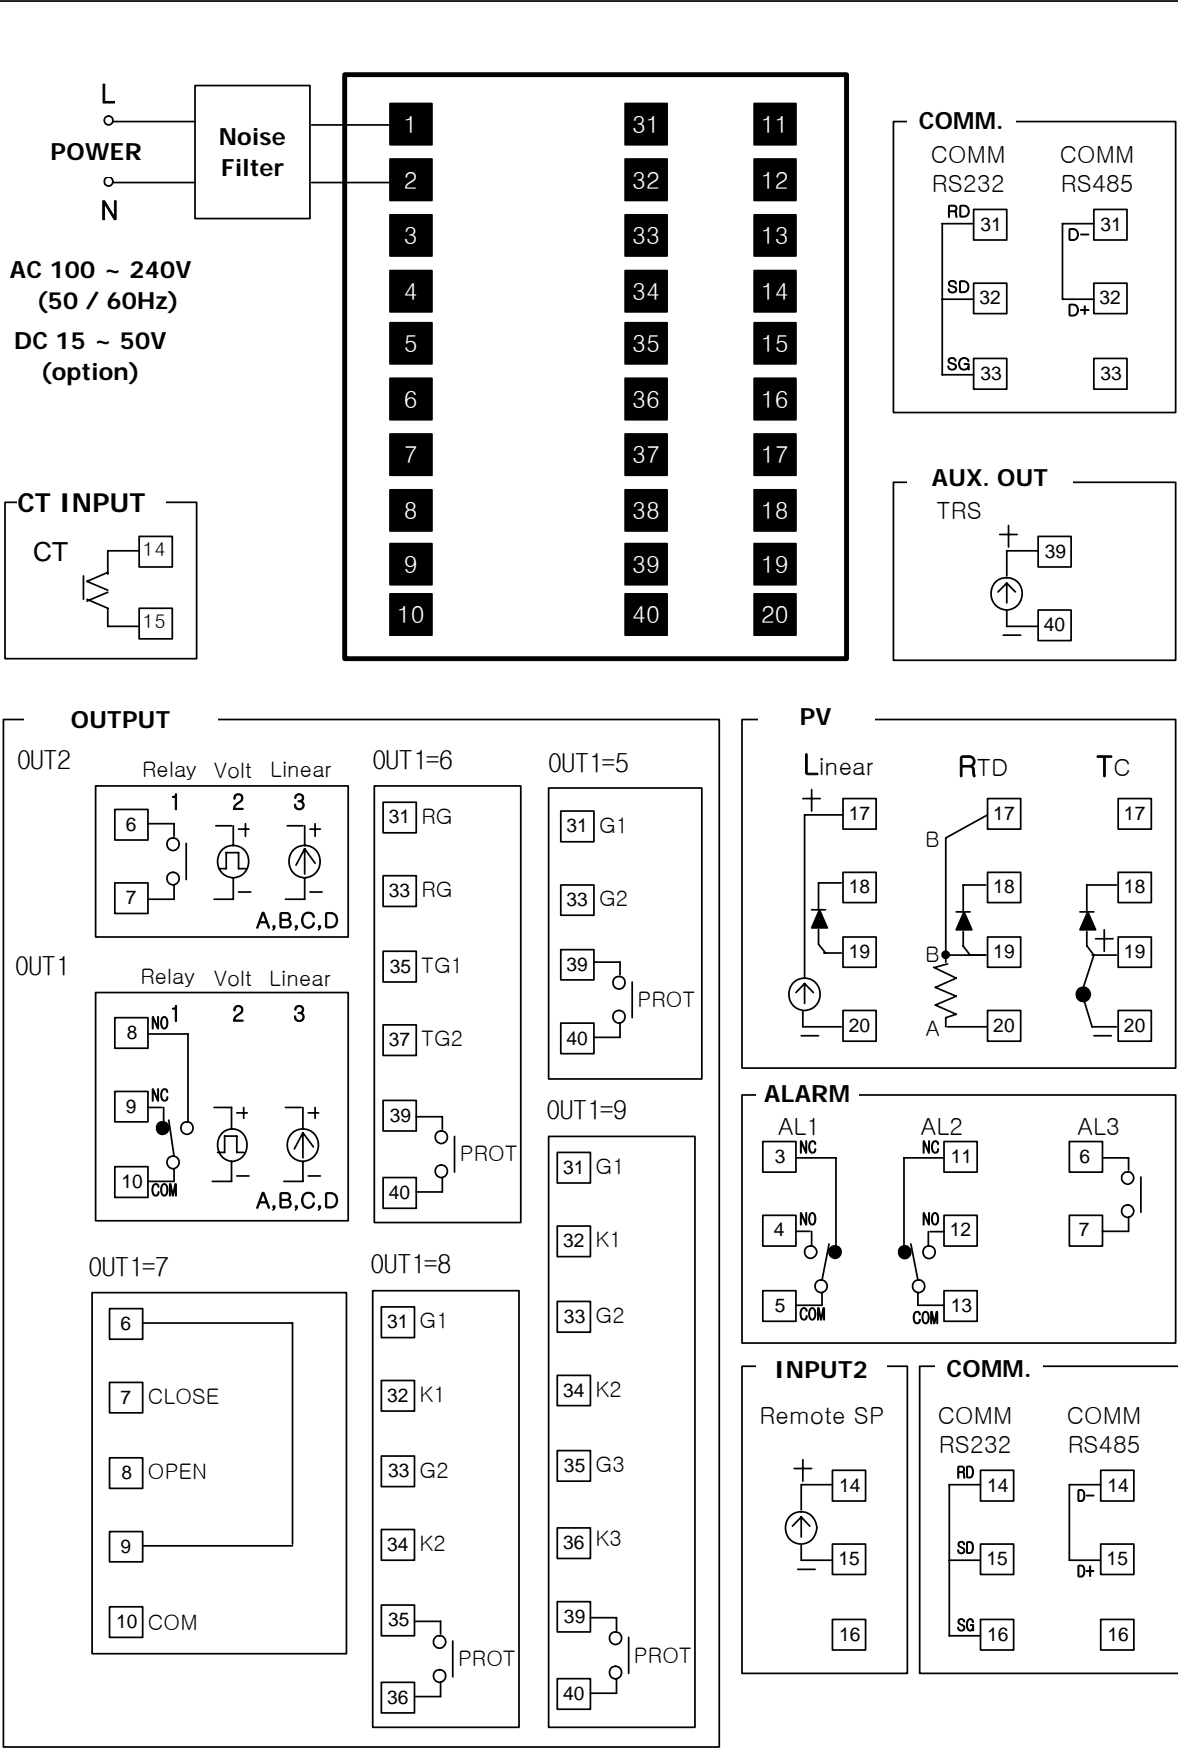 L
POWER
N
Noise
Filter
AC 100 ~ 240V
(50 / 60Hz)
DC 15 ~ 50V
(option)
1 31 11
2 32 12
3 33 13
4 34 14
5 35 15
6 36 16
7 37 17
8 38 18
9 39 19
10 40 20
COMM.
COMM COMM
RS232 RS485
RD 31 D- 31
SD 32 D+ 32
SG 33 33
CT INPUT
CT
14
15
AUX. OUT
TRS
+ 39
− 40
OUTPUT
OUT2
Relay Volt Linear
1 2 3
6 + +
7 − −
A,B,C,D
OUT1
Relay Volt Linear
1 2 3
8 NO
9 NC + +
10 COM − −
A,B,C,D
OUT1=7
6
7 CLOSE
8 OPEN
9
10 COM
OUT1=6
31 RG
33 RG
35 TG1
37 TG2
39
PROT
40
OUT1=8
31 G1
32 K1
33 G2
34 K2
35
PROT
36
OUT1=5
31 G1
33 G2
39
PROT
40
OUT1=9
31 G1
32 K1
33 G2
34 K2
35 G3
36 K3
39
PROT
40
PV
Linear RTD TC
+ 17 B 17 17
18 18 18
19 B 19 + 19
− 20 A 20 − 20
ALARM
AL1 AL2 AL3
3 NC NC 11 6
4 NO NO 12 7
5 COM COM 13
INPUT2
Remote SP
+ 14
− 15
16
COMM.
COMM COMM
RS232 RS485
RD 14 D- 14
SD 15 D+ 15
SG 16 16